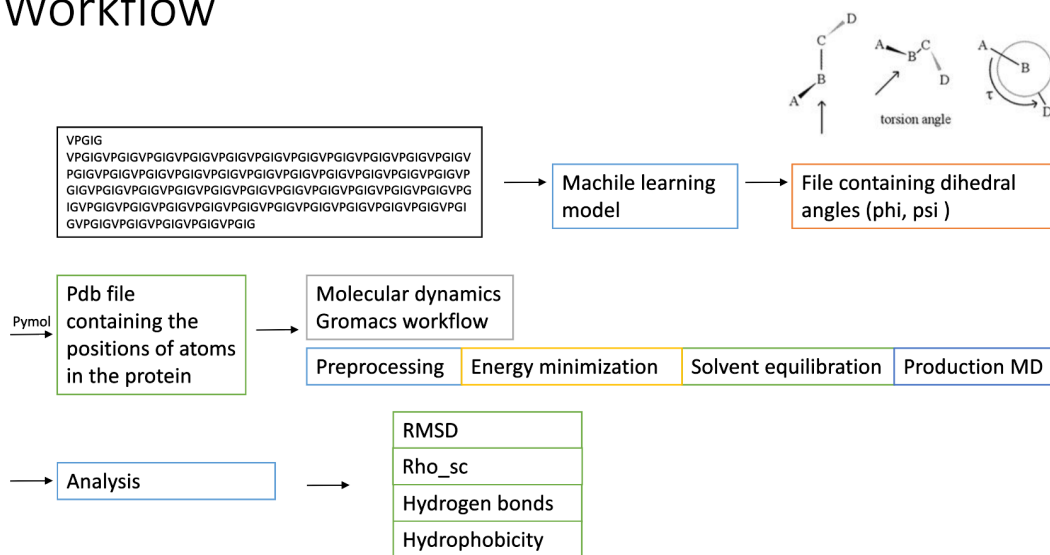 Workflow
D
C
B
A
A
B
C
D
A
B
τ
D
torsion angle
VPGIG
VPGIGVPGIGVPGIGVPGIGVPGIGVPGIGVPGIGVPGIGVPGIGVPGIGVPGIGV
PGIGVPGIGVPGIGVPGIGVPGIGVPGIGVPGIGVPGIGVPGIGVPGIGVPGIGVP
GIGVPGIGVPGIGVPGIGVPGIGVPGIGVPGIGVPGIGVPGIGVPGIGVPGIGVPG
IGVPGIGVPGIGVPGIGVPGIGVPGIGVPGIGVPGIGVPGIGVPGIGVPGIGVPGI
GVPGIGVPGIGVPGIGVPGIGVPGIG
Machile learning
model
File containing dihedral
angles (phi, psi )
Pymol
Pdb file
containing the
positions of atoms
in the protein
Molecular dynamics
Gromacs workflow
Preprocessing
Energy minimization
Solvent equilibration
Production MD
Analysis
RMSD
Rho_sc
Hydrogen bonds
Hydrophobicity